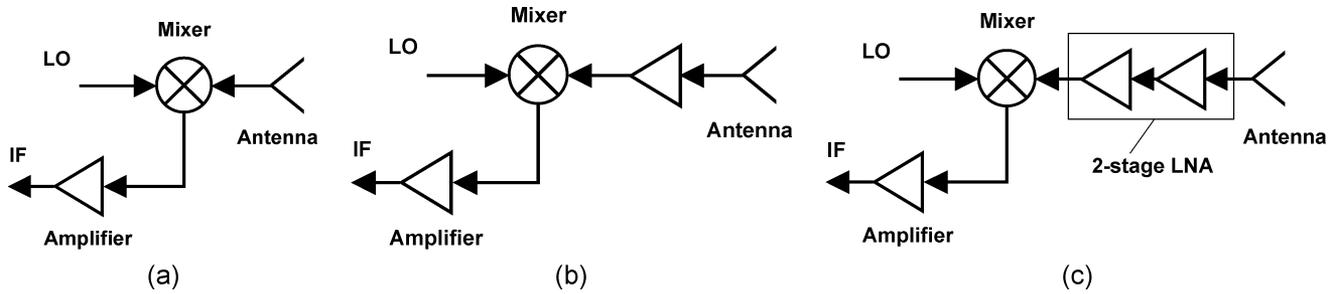 Mixer
LO
Antenna
IF
Amplifier
(a)
Mixer
LO
Antenna
IF
Amplifier
(b)
Mixer
LO
Antenna
2-stage LNA
IF
Amplifier
(c)